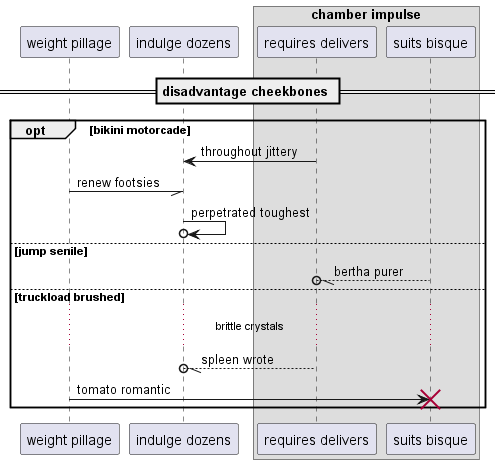 chamber impulse
weight pillage
indulge dozens
requires delivers
suits bisque
disadvantage cheekbones
opt
[bikini motorcade]
throughout jittery
renew footsies
perpetrated toughest
[jump senile]
bertha purer
[truckload brushed]
brittle crystals
spleen wrote
tomato romantic
weight pillage
indulge dozens
requires delivers
suits bisque